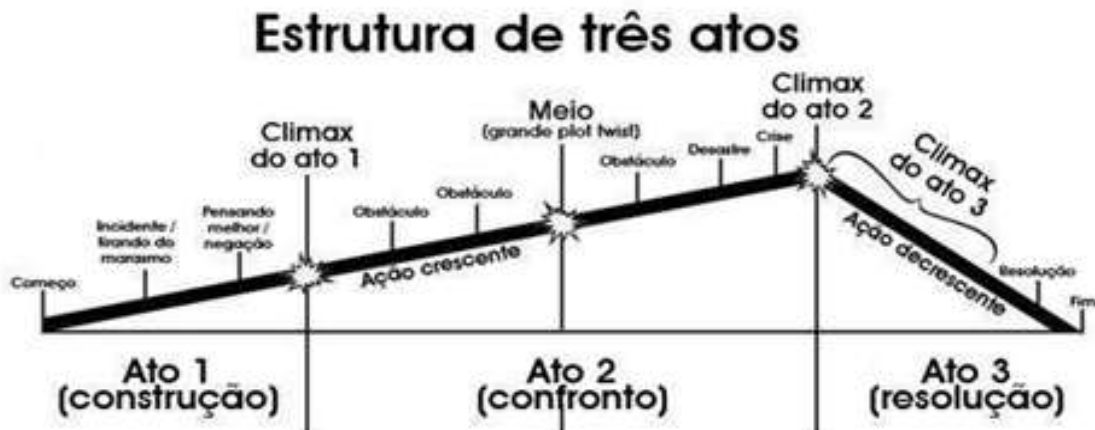 Estrutura de três atos
Começo
Incidente /
tirando do
marasmo
Pensando
melhor /
negação
Climax
do ato 1
Obstáculo
Obstáculo
Ação crescente
Meio
(grande plot twist)
Obstáculo
Desastre
Crise
Climax
do ato 2
Climax
do ato 3
Ação decrescente
Resolução
Fim
Ato 1
(construção)
Ato 2
(confronto)
Ato 3
(resolução)